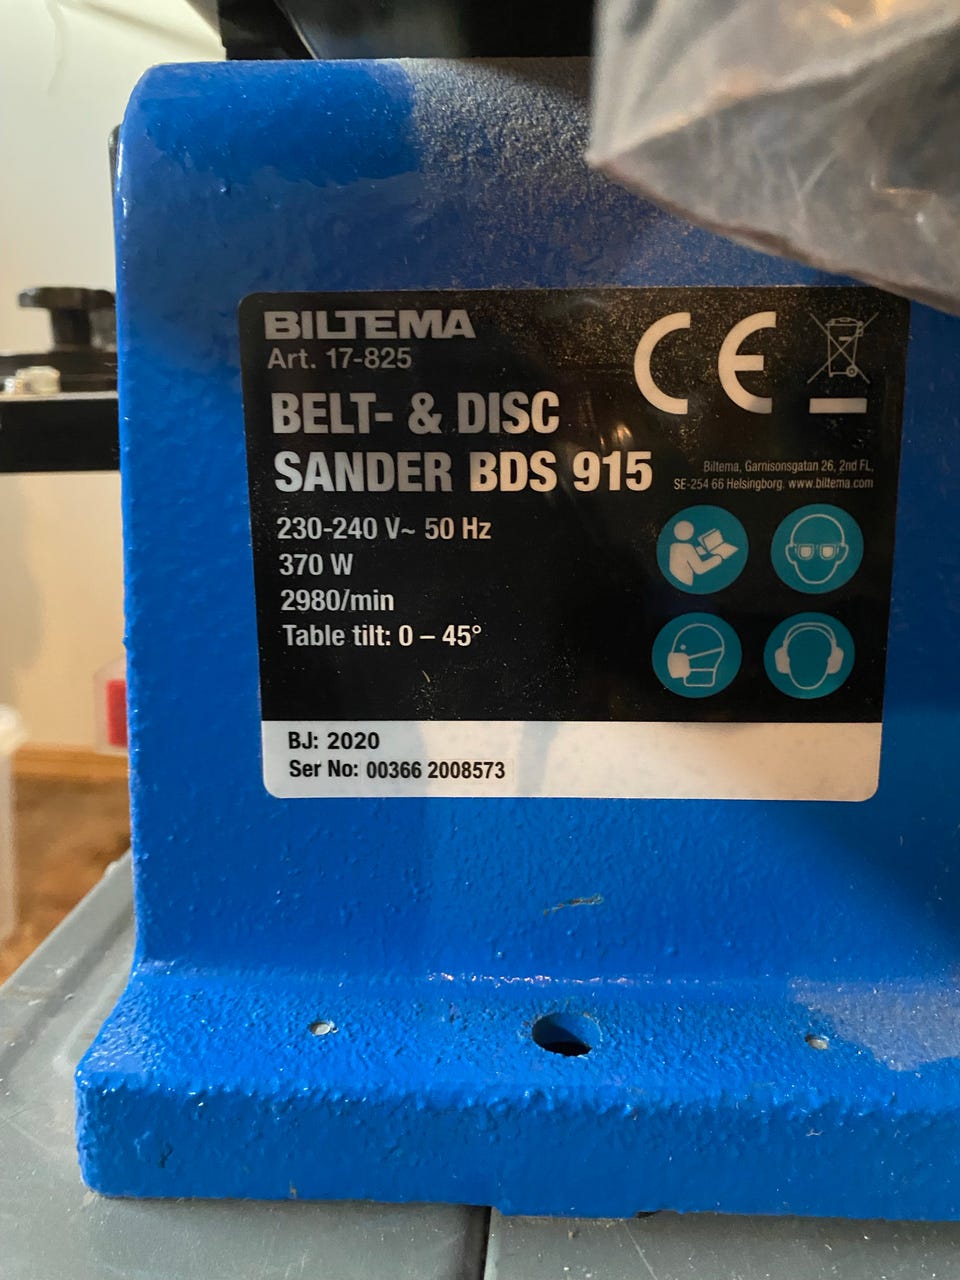 BILTEMA
Art. 17-825
BELT- & DISC
SANDER BDS 915
230-240 V~ 50 Hz
370 W
2980/min
Table tilt: 0 – 45°
CE
Biltema, Garnisonsgatan 26, 2nd FL,
SE-254 66 Helsingborg. www.biltema.com
BJ: 2020
Ser No: 00366 2008573